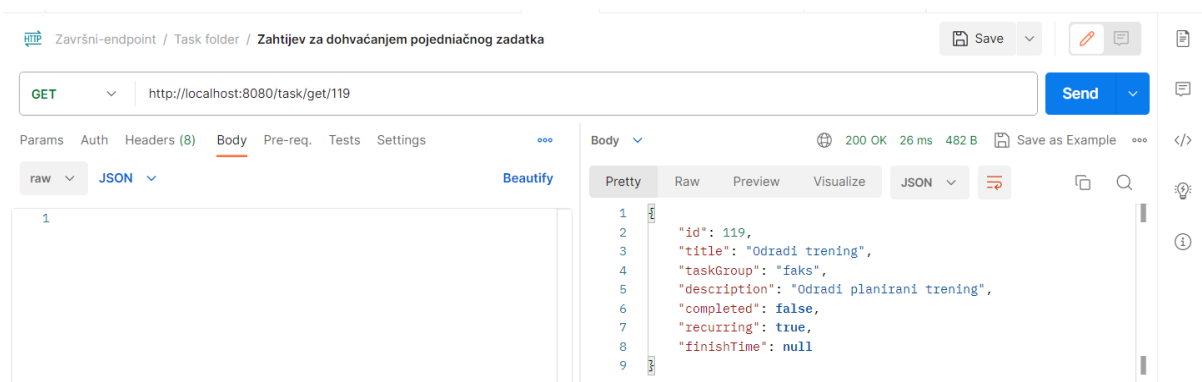 HTTP Završni-endpoint / Task folder / Zahtijev za dohvaćanjem pojedniačnog zadatka Save
GET http://localhost:8080/task/get/119 Send
Params Auth Headers (8) Body Pre-req. Tests Settings
raw JSON Beautify
1
Body 200 OK 26 ms 482 B Save as Example
Pretty Raw Preview Visualize JSON
1 {
2 "id": 119,
3 "title": "Odradi trening",
4 "taskGroup": "faks",
5 "description": "Odradi planirani trening",
6 "completed": false,
7 "recurring": true,
8 "finishTime": null
9 }